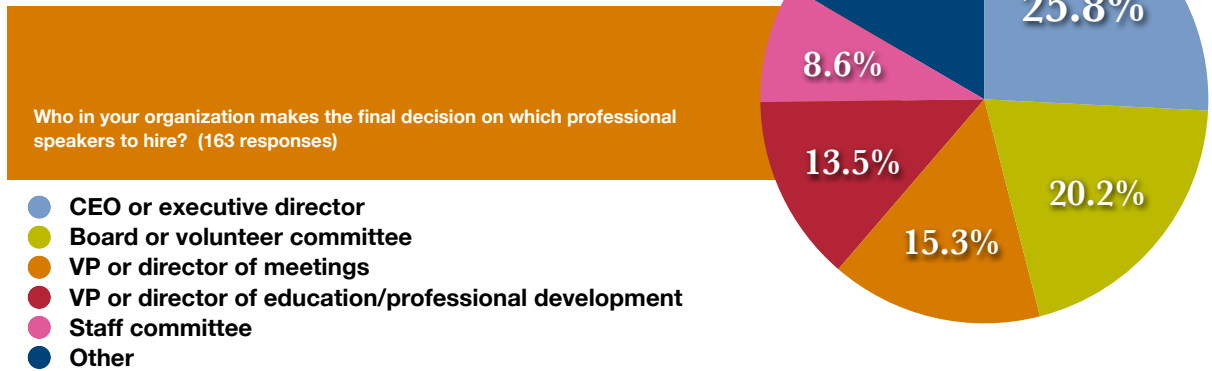 25.8%
8.6%
Who in your organization makes the final decision on which professional
speakers to hire?  (163 responses)
13.5%
20.2%
15.3%
CEO or executive director
Board or volunteer committee
VP or director of meetings
VP or director of education/professional development
Staff committee
Other